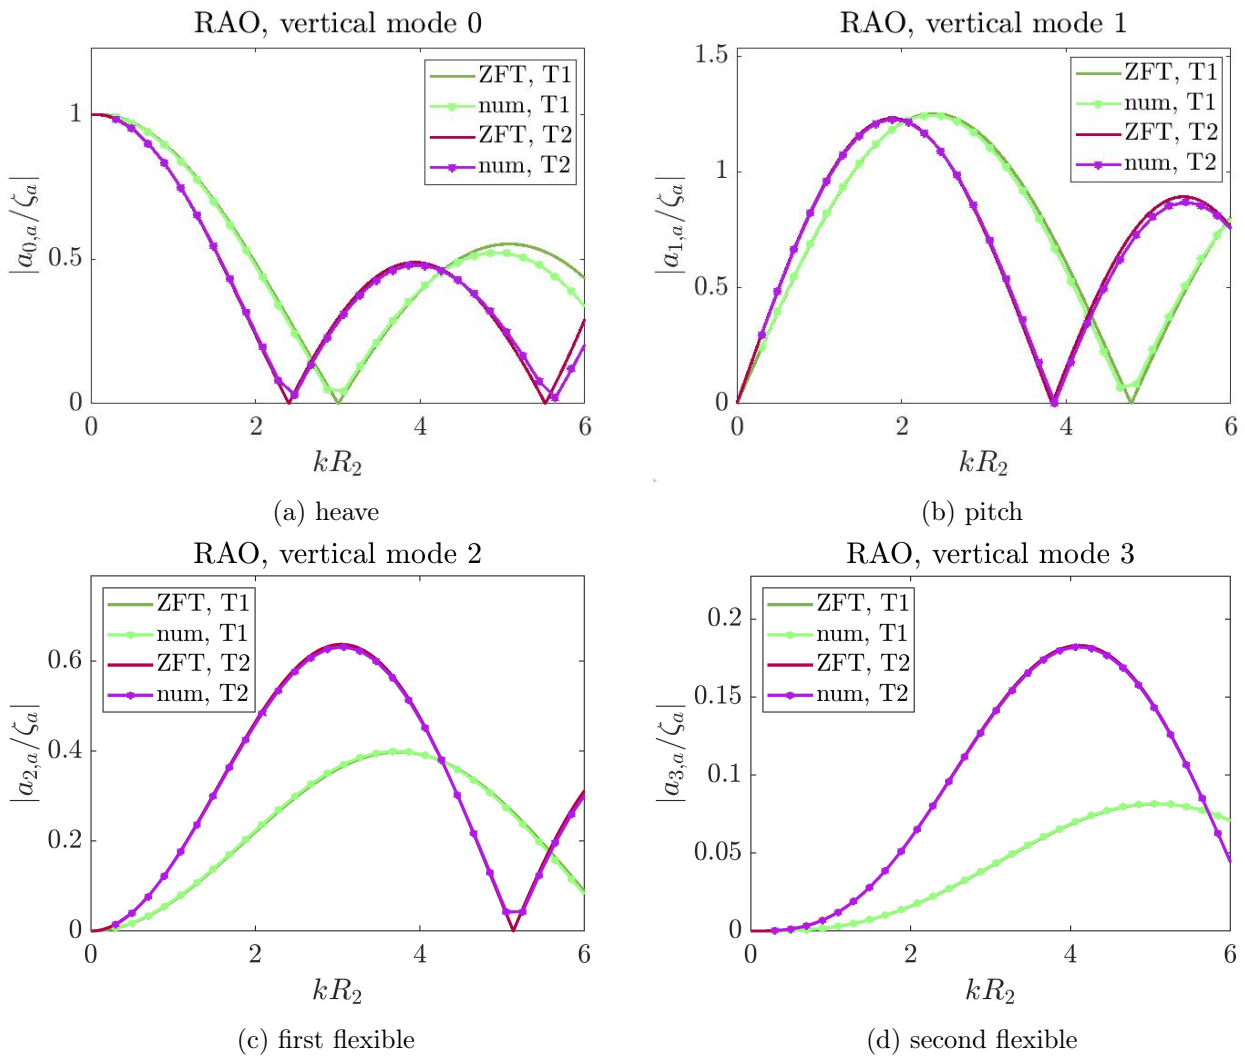 RAO, vertical mode 0
ZFT, T1
num, T1
ZFT, T2
num, T2
1
0.5
0
|a₀,ₐ/ζₐ|
0 2 4 6
kR₂
(a) heave
RAO, vertical mode 1
ZFT, T1
num, T1
ZFT, T2
num, T2
1.5
1
0.5
0
|a₁,ₐ/ζₐ|
0 2 4 6
kR₂
(b) pitch
RAO, vertical mode 2
ZFT, T1
num, T1
ZFT, T2
num, T2
0.6
0.4
0.2
0
|a₂,ₐ/ζₐ|
0 2 4 6
kR₂
(c) first flexible
RAO, vertical mode 3
ZFT, T1
num, T1
ZFT, T2
num, T2
0.2
0.15
0.1
0.05
0
|a₃,ₐ/ζₐ|
0 2 4 6
kR₂
(d) second flexible